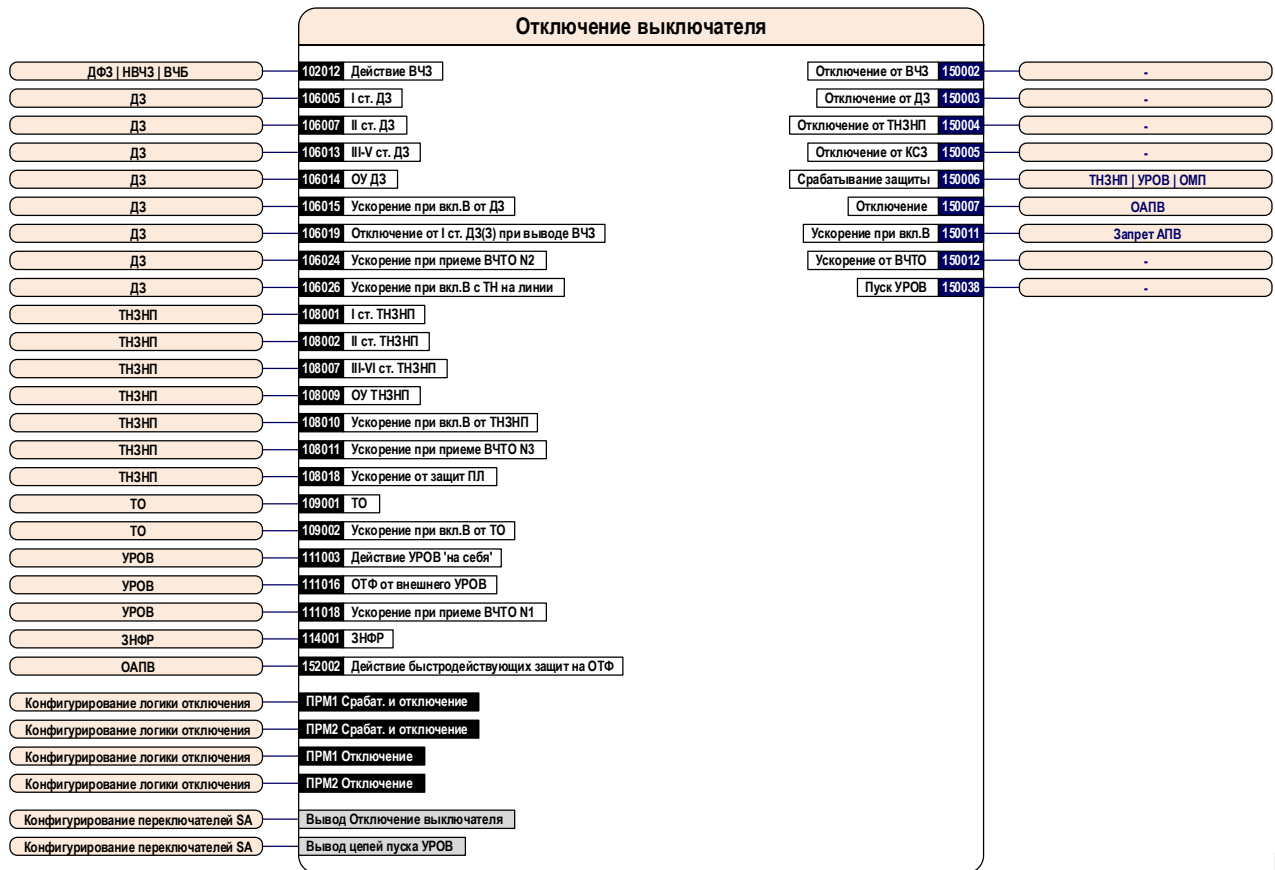 Отключение выключателя
ДФЗ | НВЧЗ | ВЧБ 102012 Действие ВЧЗ Отключение от ВЧЗ 150002 -
ДЗ 106005 I ст. ДЗ Отключение от ДЗ 150003 -
ДЗ 106007 II ст. ДЗ Отключение от ТНЗНП 150004 -
ДЗ 106013 III-V ст. ДЗ Отключение от КСЗ 150005 -
ДЗ 106014 ОУ ДЗ Срабатывание защиты 150006 ТНЗНП | УРОВ | ОМП
ДЗ 106015 Ускорение при вкл.В от ДЗ Отключение 150007 ОАПВ
ДЗ 106019 Отключение от I ст. ДЗ(3) при выводе ВЧЗ Ускорение при вкл.В 150011 Запрет АПВ
ДЗ 106024 Ускорение при приеме ВЧТО N2 Ускорение от ВЧТО 150012 -
ДЗ 106026 Ускорение при вкл.В с ТН на линии Пуск УРОВ 150038 -
ТНЗНП 108001 I ст. ТНЗНП
ТНЗНП 108002 II ст. ТНЗНП
ТНЗНП 108007 III-VI ст. ТНЗНП
ТНЗНП 108009 ОУ ТНЗНП
ТНЗНП 108010 Ускорение при вкл.В от ТНЗНП
ТНЗНП 108011 Ускорение при приеме ВЧТО N3
ТНЗНП 108018 Ускорение от защит ПЛ
ТО 109001 ТО
ТО 109002 Ускорение при вкл.В от ТО
УРОВ 111003 Действие УРОВ 'на себя'
УРОВ 111016 ОТФ от внешнего УРОВ
УРОВ 111018 Ускорение при приеме ВЧТО N1
ЗНФР 114001 ЗНФР
ОАПВ 152002 Действие быстродействующих защит на ОТФ
Конфигурирование логики отключения ПРМ1 Срабат. и отключение
Конфигурирование логики отключения ПРМ2 Срабат. и отключение
Конфигурирование логики отключения ПРМ1 Отключение
Конфигурирование логики отключения ПРМ2 Отключение
Конфигурирование переключателей SA Вывод Отключение выключателя
Конфигурирование переключателей SA Вывод цепей пуска УРОВ